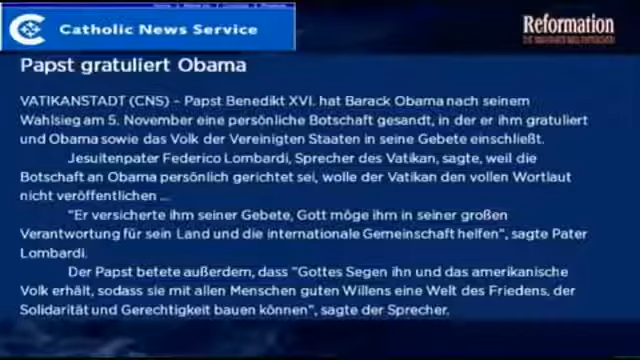 Catholic News Service
Reformation
Papst gratuliert Obama
VATIKANSTADT (CNS) – Papst Benedikt XVI. hat Barack Obama nach seinem
Wahlsieg am 5. November eine persönliche Botschaft gesandt, in der er ihm gratuliert
und Obama sowie das Volk der Vereinigten Staaten in seine Gebete einschließt.
Jesuitenpater Federico Lombardi, Sprecher des Vatikan, sagte, weil die
Botschaft an Obama persönlich gerichtet sei, wolle der Vatikan den vollen Wortlaut
nicht veröffentlichen ...
"Er versicherte ihm seiner Gebete, Gott möge ihm in seiner großen
Verantwortung für sein Land und die internationale Gemeinschaft helfen", sagte Pater
Lombardi.
Der Papst betete außerdem, dass "Gottes Segen ihn und das amerikanische
Volk erhält, sodass sie mit allen Menschen guten Willens eine Welt des Friedens, der
Solidarität und Gerechtigkeit bauen können", sagte der Sprecher.